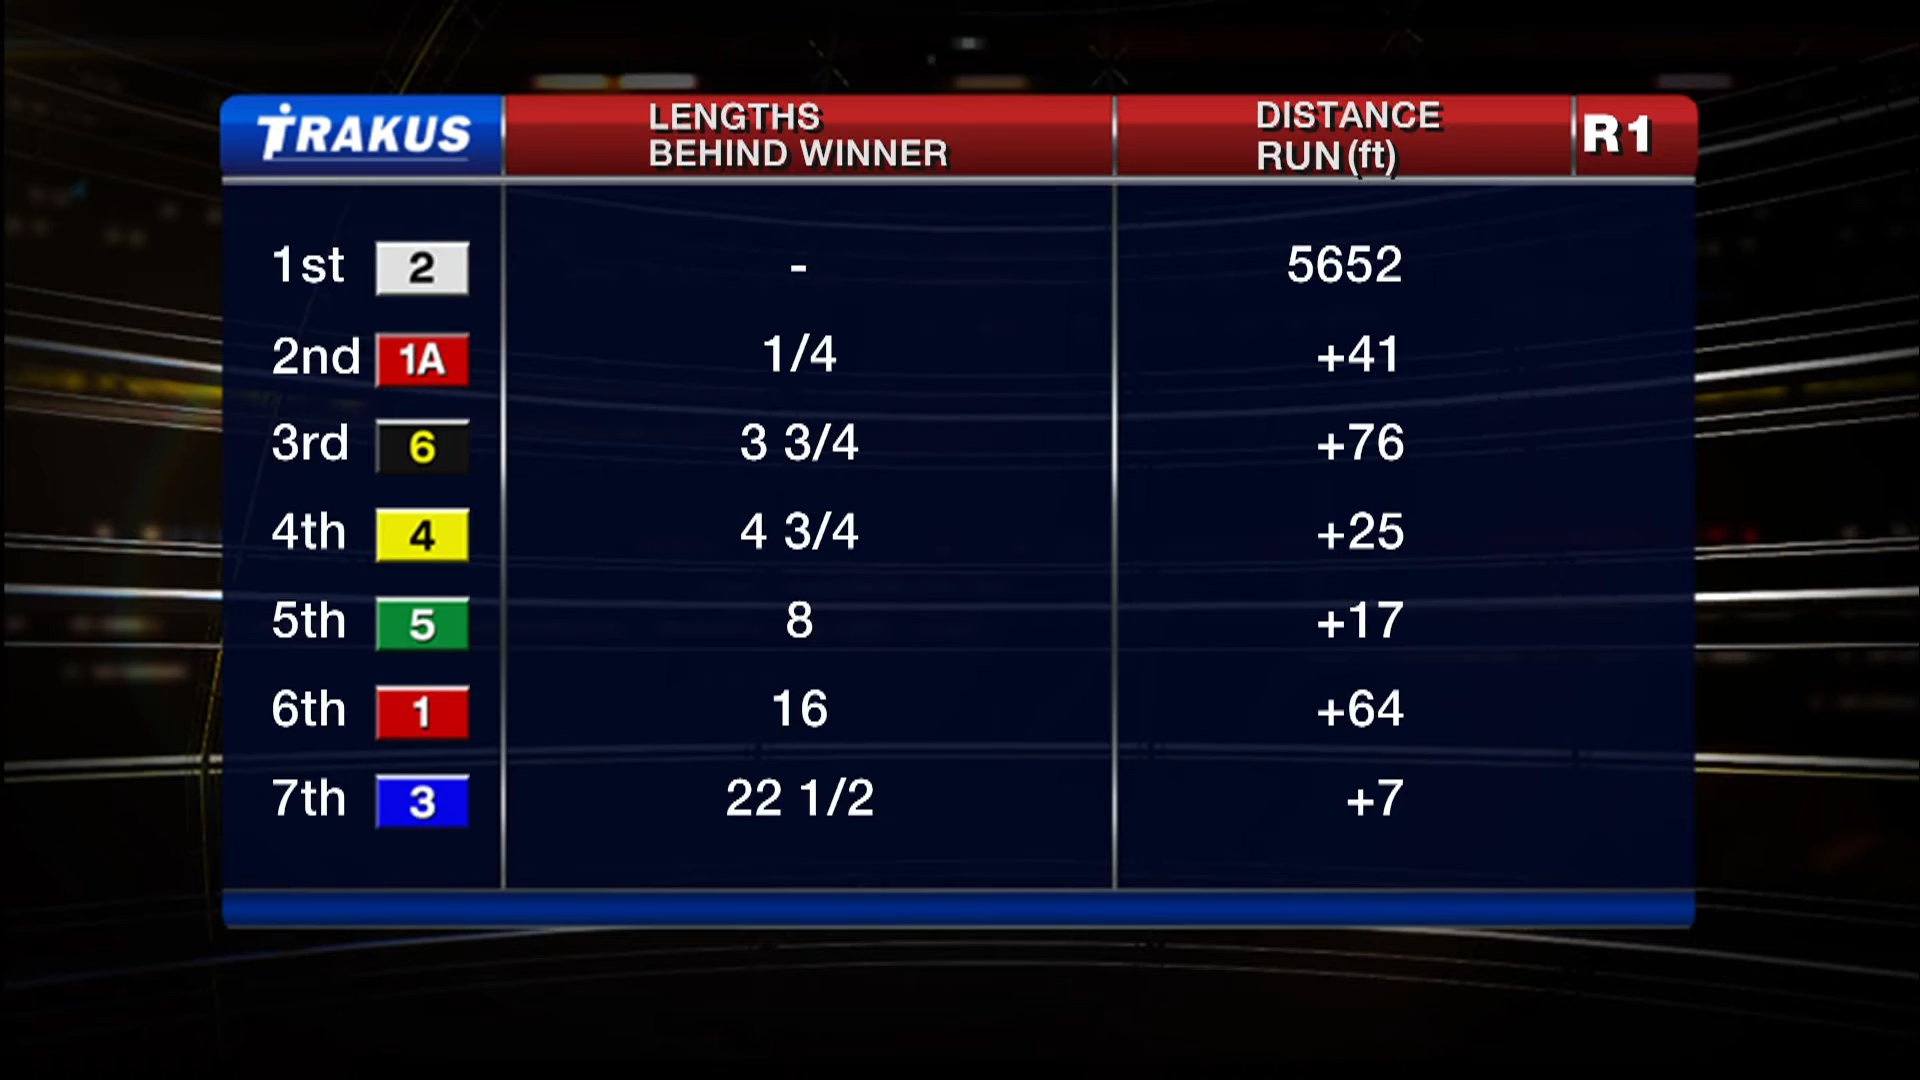 TRAKUS
LENGTHS
BEHIND WINNER
DISTANCE
RUN (ft)
R1
1st 2 - 5652
2nd 1A 1/4 +41
3rd 6 3 3/4 +76
4th 4 4 3/4 +25
5th 5 8 +17
6th 1 16 +64
7th 3 22 1/2 +7